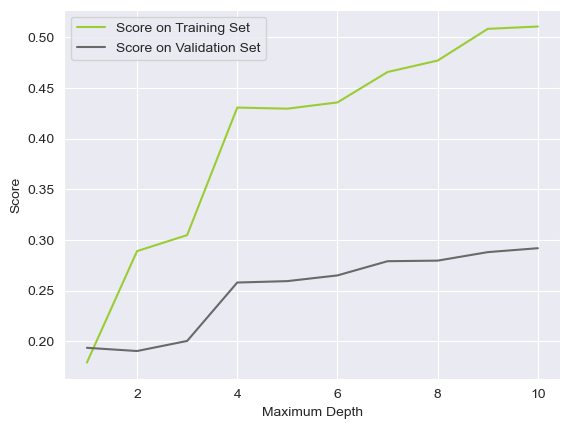 Score on Training Set
Score on Validation Set
0.50
0.45
0.40
0.35
0.30
0.25
0.20
Score
2 4 6 8 10
Maximum Depth